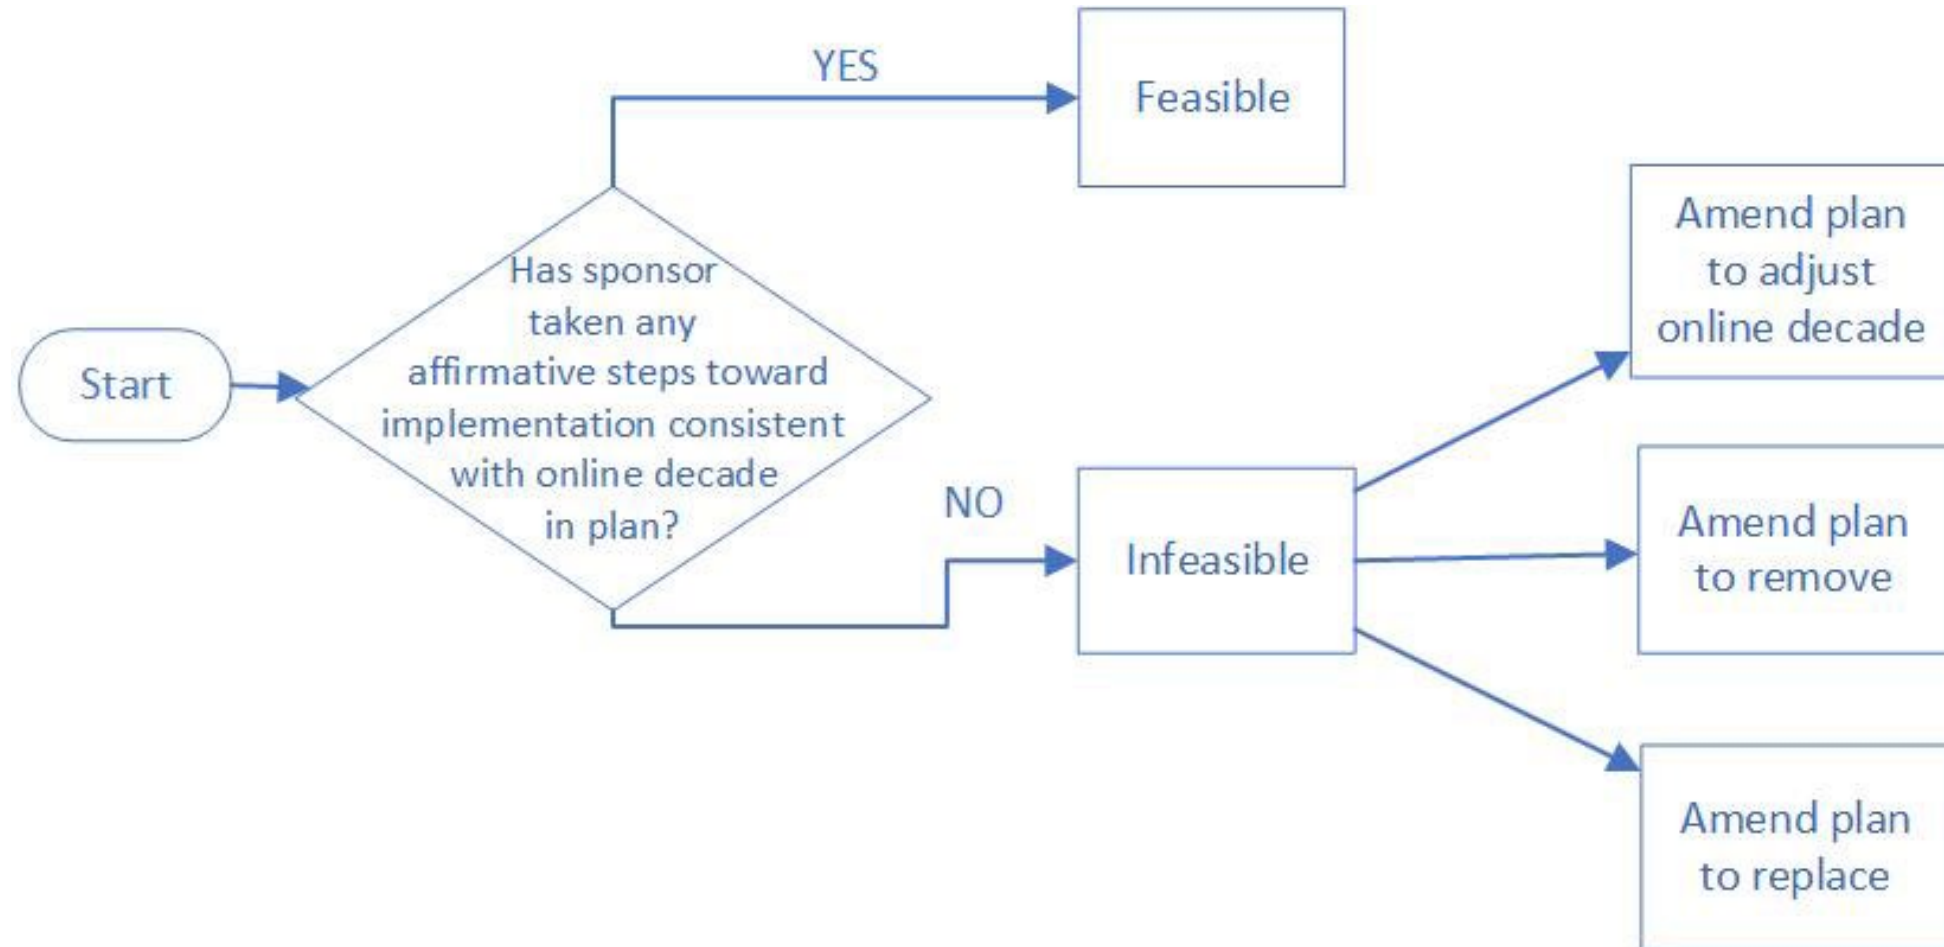 YES
Feasible
Start
Has sponsor
taken any
affirmative steps toward
implementation consistent
with online decade
in plan?
NO
Infeasible
Amend plan
to adjust
online decade
Amend plan
to remove
Amend plan
to replace